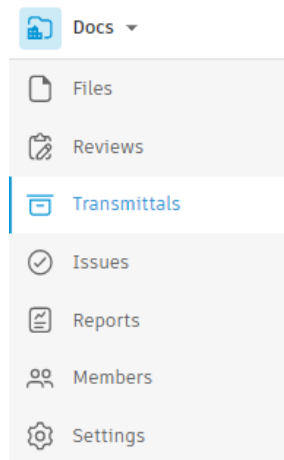 Docs
Files
Reviews
Transmittals
Issues
Reports
Members
Settings